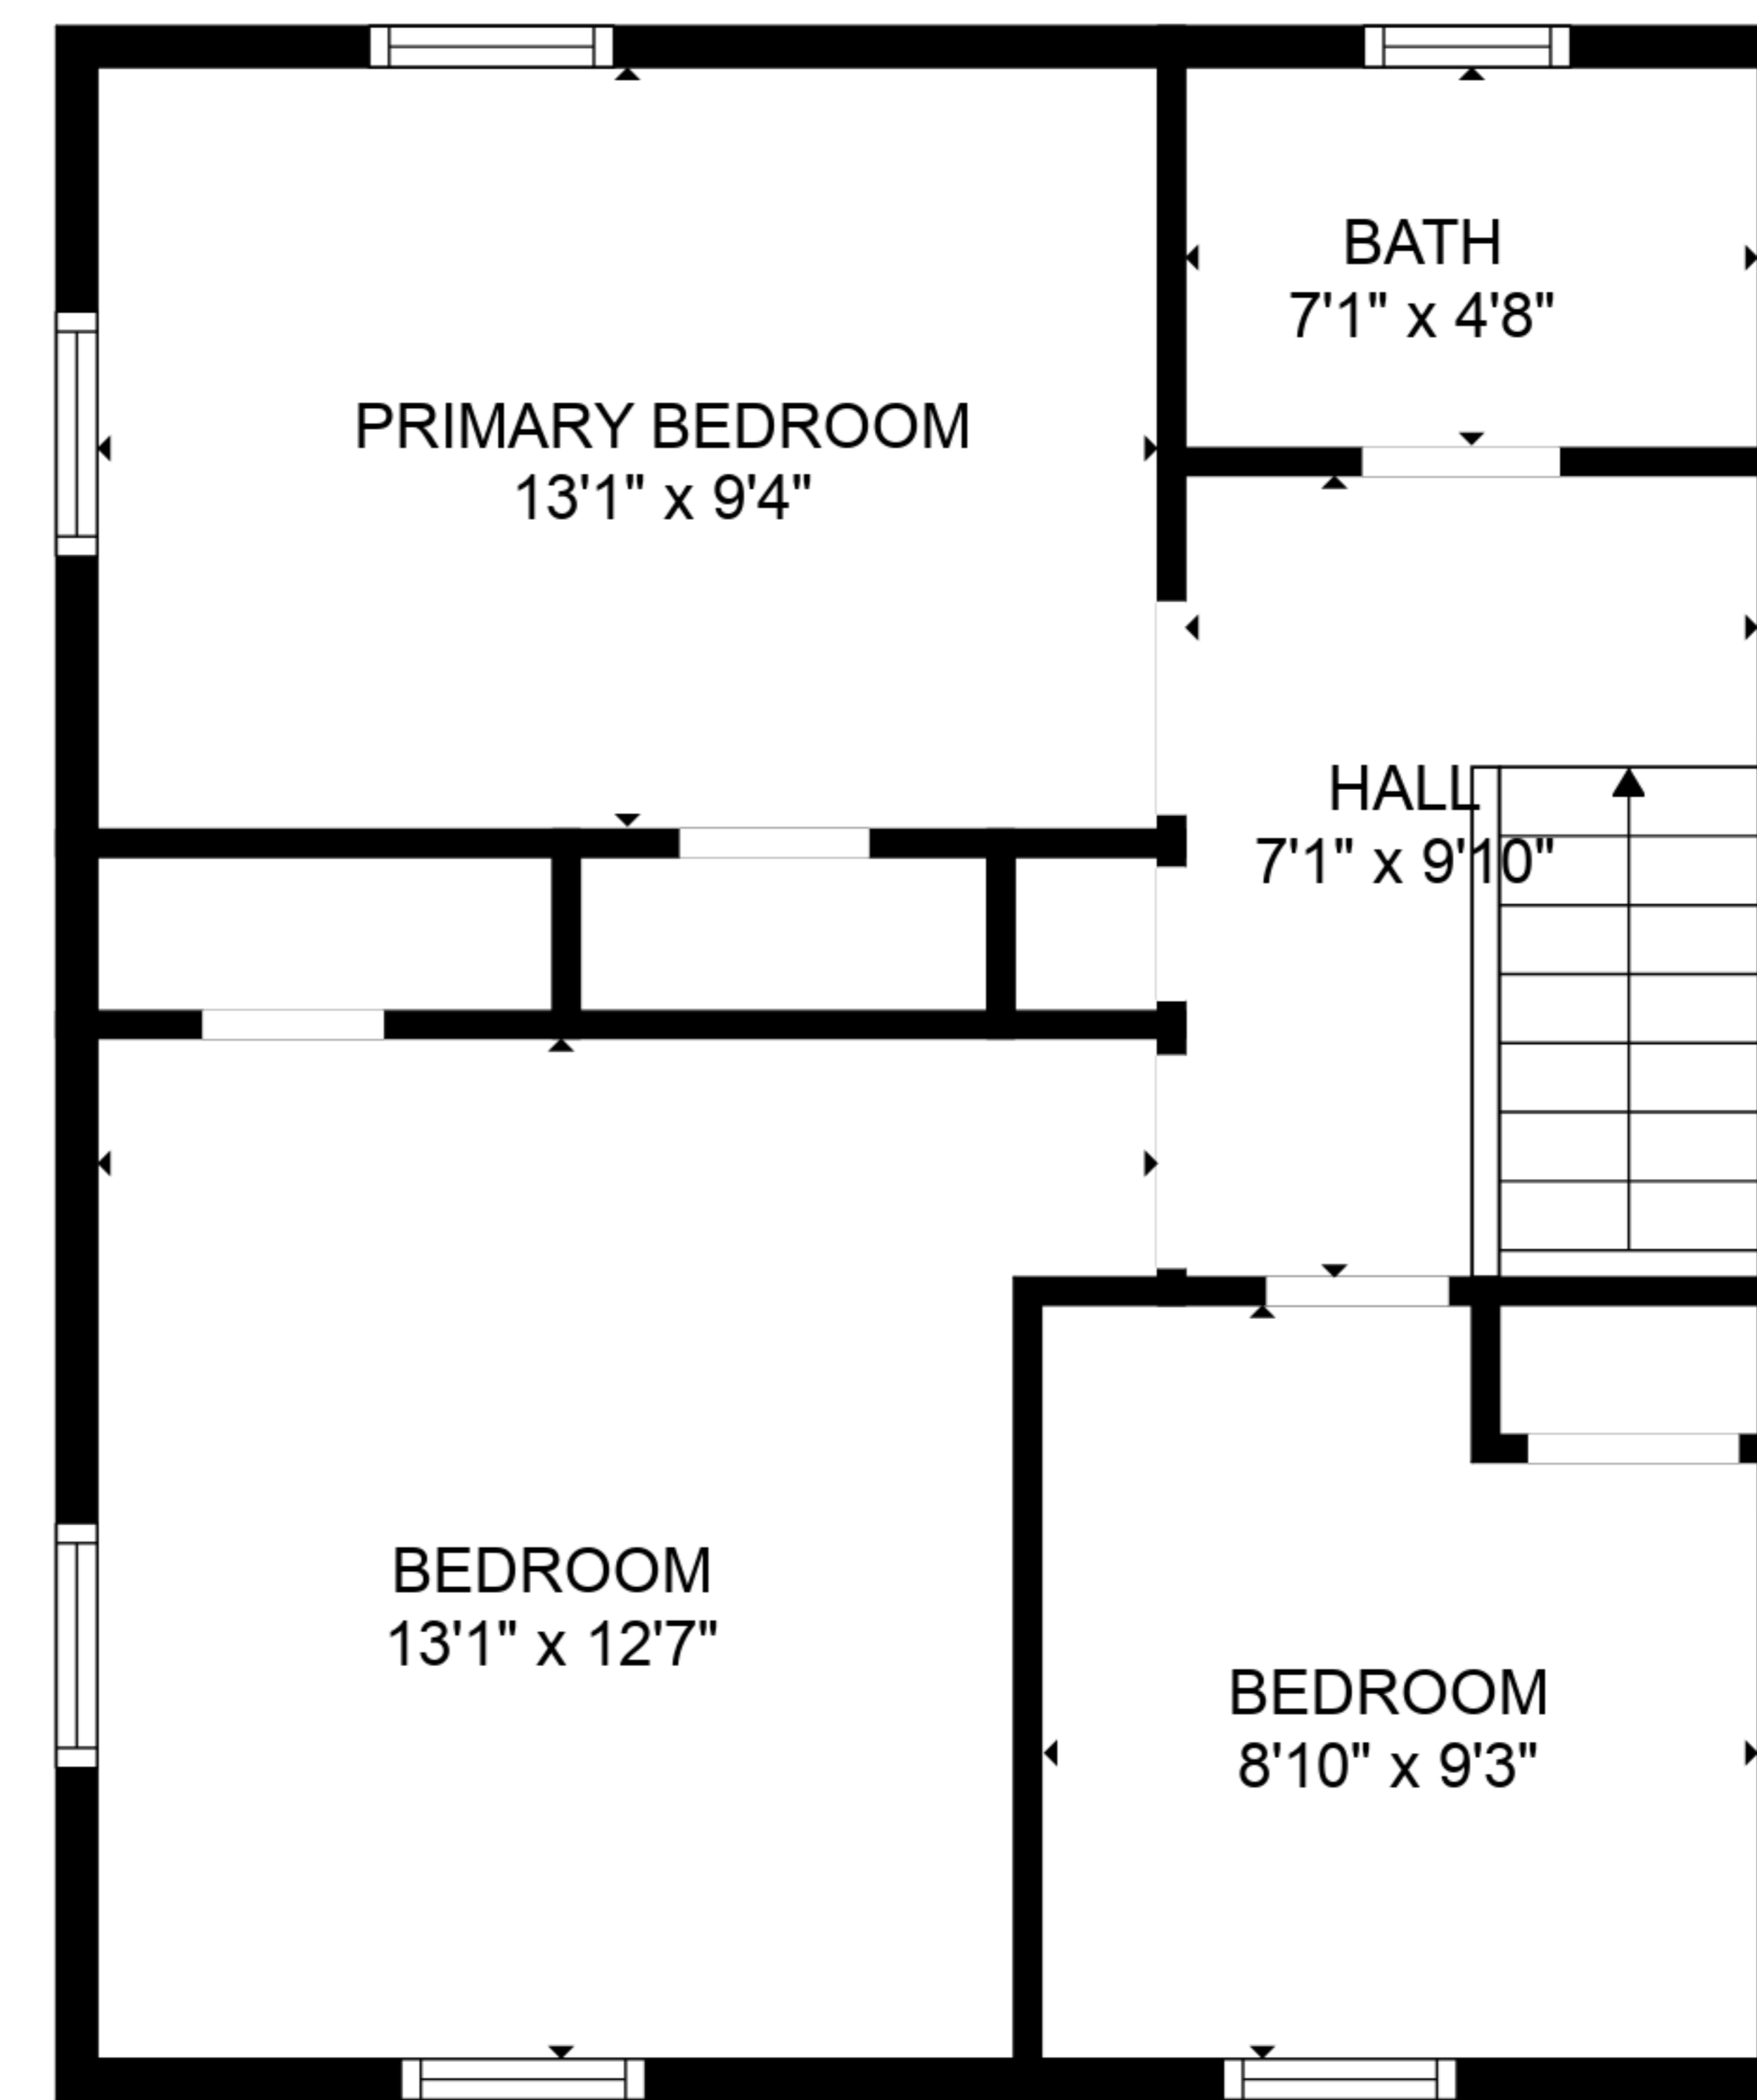 BATH
7'1" x 4'8"
PRIMARY BEDROOM
13'1" x 9'4"
HALL
7'1" x 9'10"
BEDROOM
13'1" x 12'7"
BEDROOM
8'10" x 9'3"